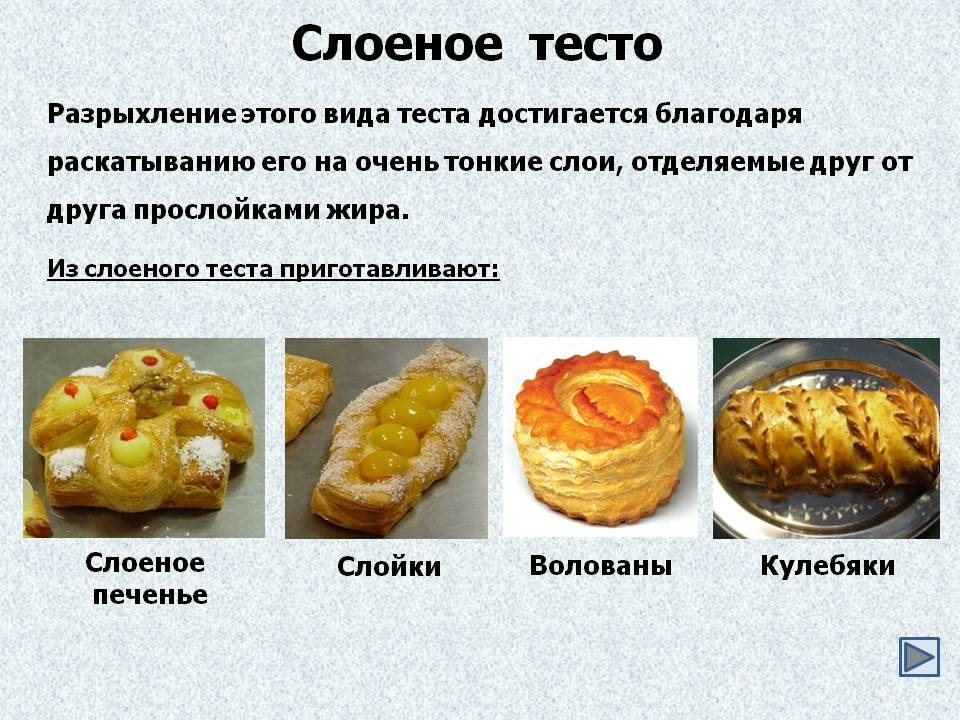 Слоеное тесто
Разрыхление этого вида теста достигается благодаря
раскатыванию его на очень тонкие слои, отделяемые друг от
друга прослойками жира.
Из слоеного теста приготавливают:
Слоеное
печенье
Слойки
Волованы
Кулебяки